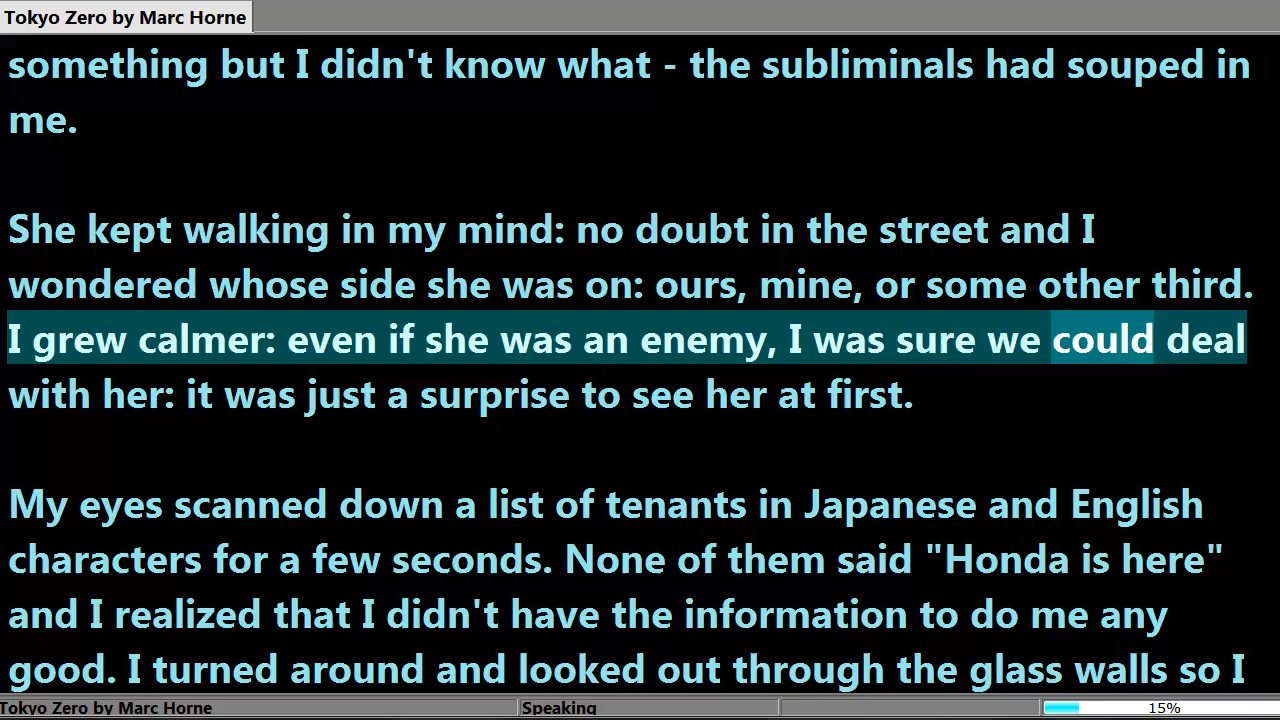 Tokyo Zero by Marc Horne
something but I didn't know what - the subliminals had souped in
me.
She kept walking in my mind: no doubt in the street and I
wondered whose side she was on: ours, mine, or some other third.
I grew calmer: even if she was an enemy, I was sure we could deal
with her: it was just a surprise to see her at first.
My eyes scanned down a list of tenants in Japanese and English
characters for a few seconds. None of them said "Honda is here"
and I realized that I didn't have the information to do me any
good. I turned around and looked out through the glass walls so I
Tokyo Zero by Marc Horne
Speaking
15%